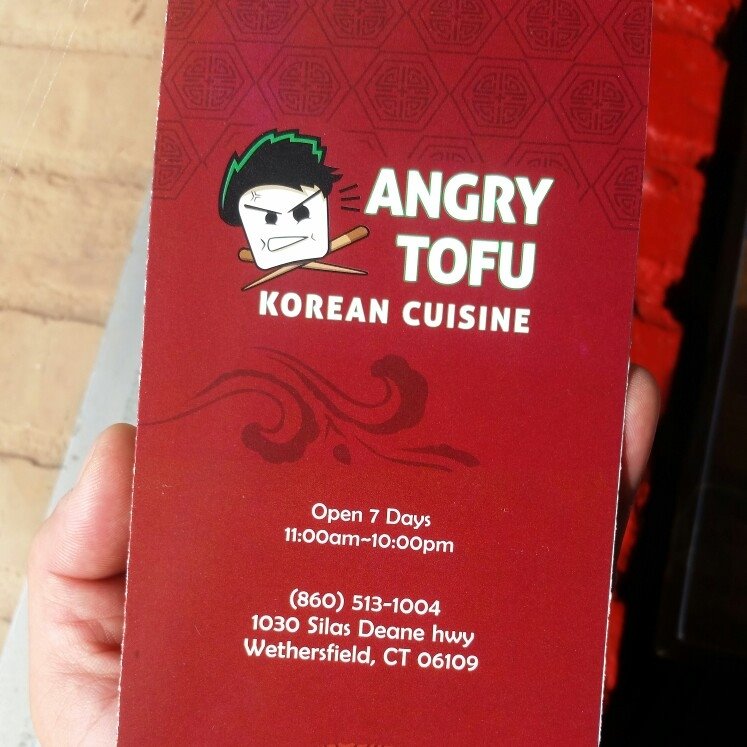 ANGRY
TOFU
KOREAN CUISINE
Open 7 Days
11:00am~10:00pm
(860) 513-1004
1030 Silas Deane hwy
Wethersfield, CT 06109